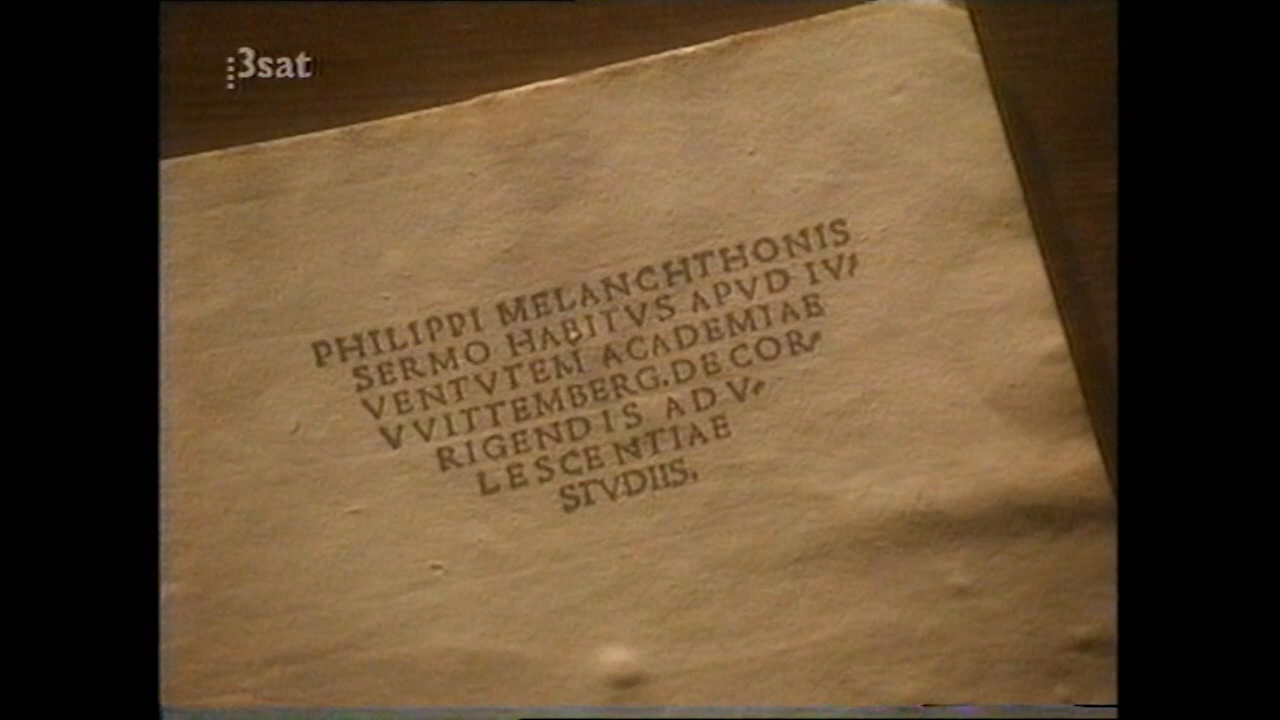 3sat
PHILIPPI MELANCHTHONIS
SERMO HABITVS APVD IV/
VENTVTEM ACADEMIAE
VVITTEMBERG.DE COR/
RIGENDIS ADV/
LESCENTIAE
STVDIIS.